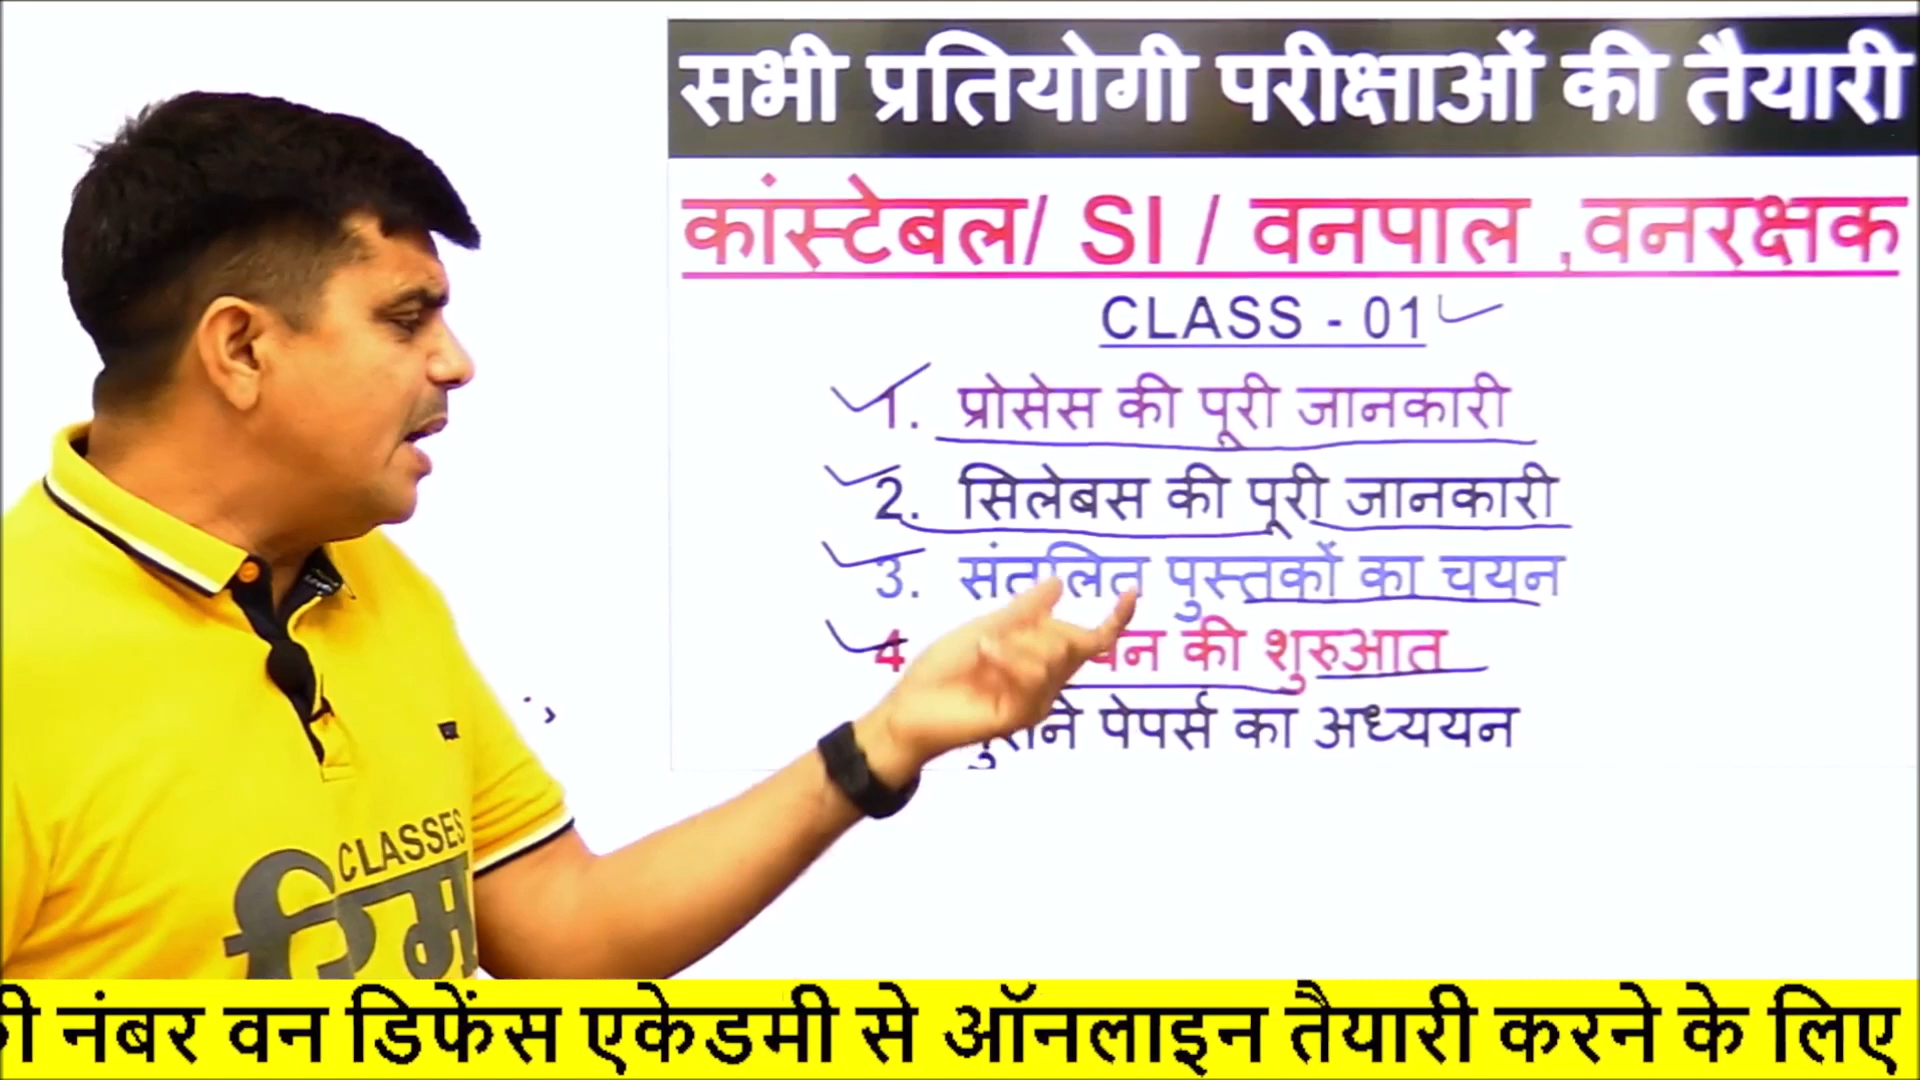 सभी प्रतियोगी परीक्षाओं की तैयारी
कांस्टेबल/ SI / वनपाल ,वनरक्षक
CLASS - 01
1. प्रोसेस की पूरी जानकारी
2. सिलेबस की पूरी जानकारी
3. संतुलित पुस्तकों का चयन
4 की शुरुआत
पेपर्स का अध्ययन
CLASSES
नंबर वन डिफेंस एकेडमी से ऑनलाइन तैयारी करने के लिए